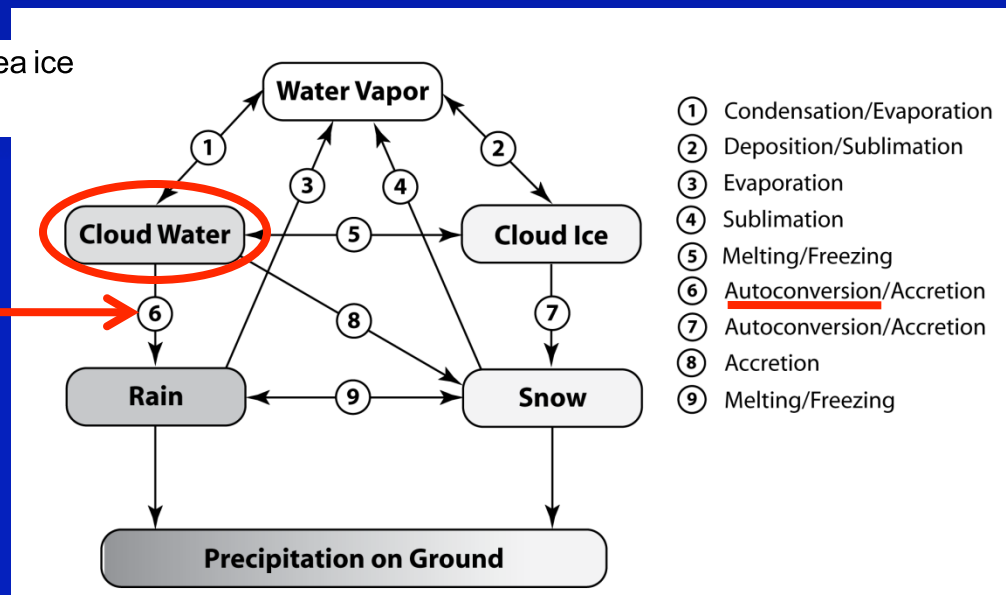 ea ice
Water Vapor
1
2
3
4
Cloud Water
5
Cloud Ice
6
8
7
Rain
9
Snow
Precipitation on Ground
1 Condensation/Evaporation
2 Deposition/Sublimation
3 Evaporation
4 Sublimation
5 Melting/Freezing
6 Autoconversion/Accretion
7 Autoconversion/Accretion
8 Accretion
9 Melting/Freezing